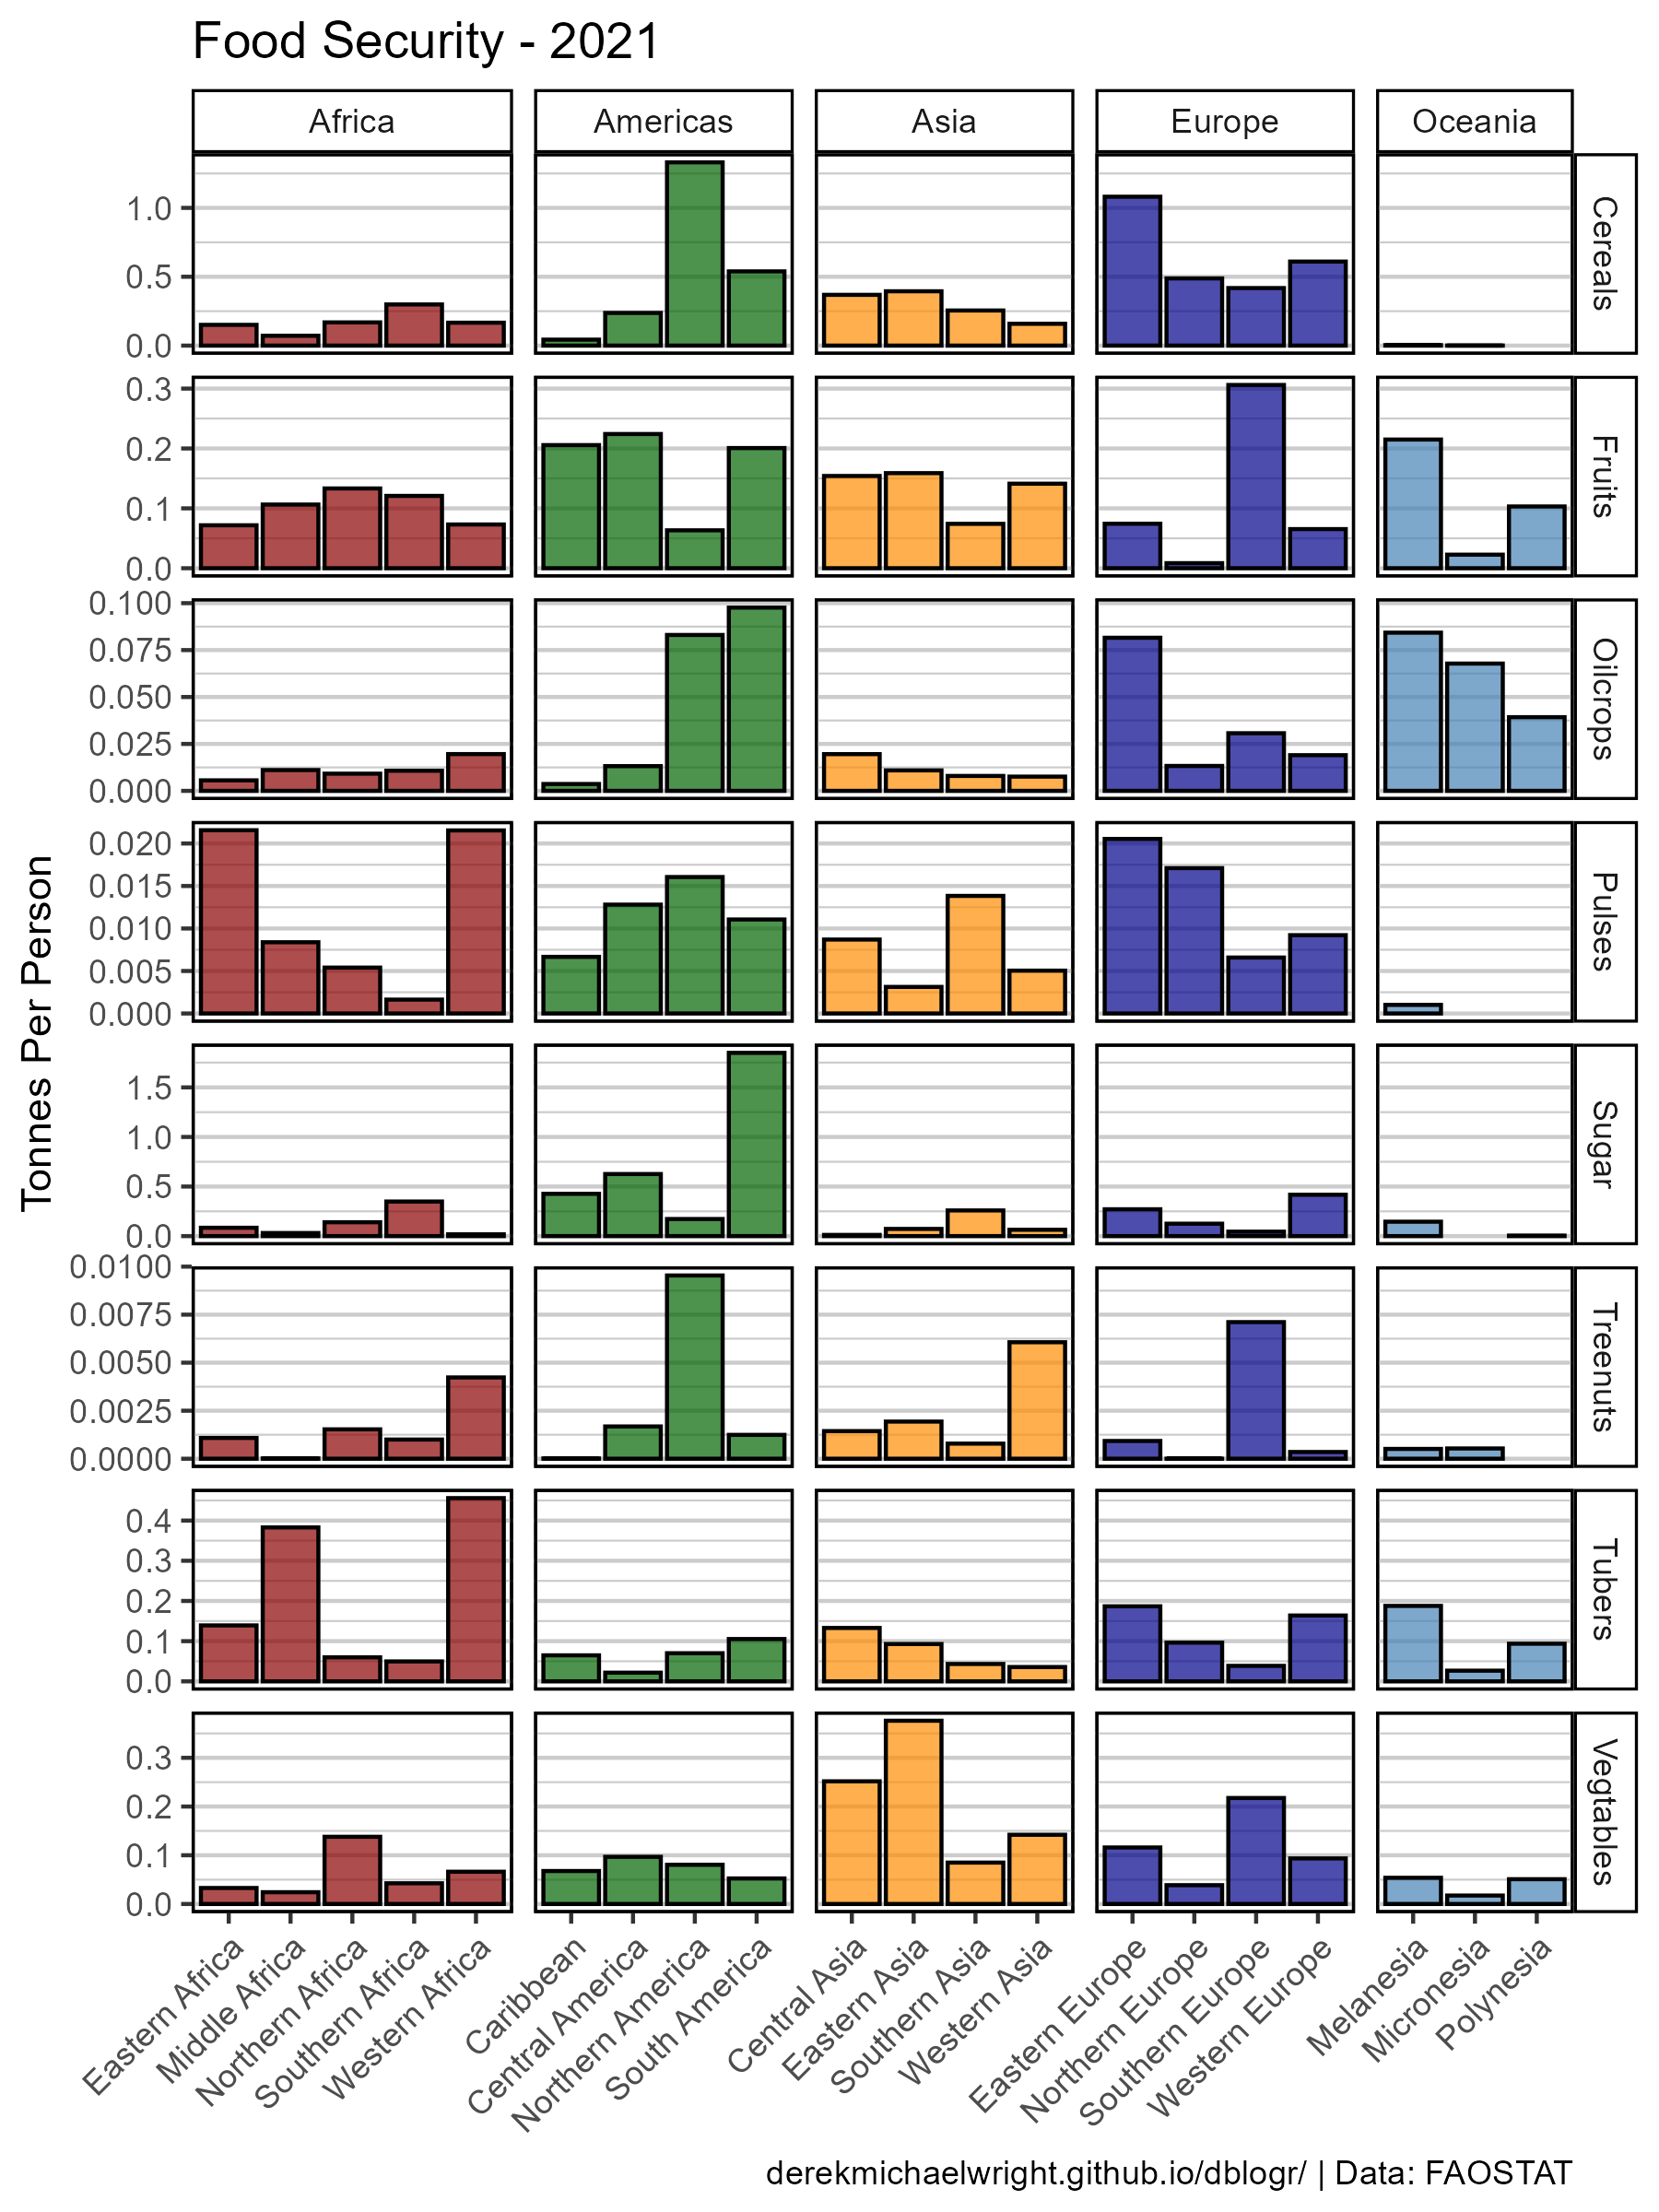 Food Security - 2021
Africa
Americas
Asia
Europe
Oceania
Tonnes Per Person
1.0
0.5
0.0
Cereals
0.3
0.2
0.1
0.0
Fruits
0.100
0.075
0.050
0.025
0.000
Oilcrops
0.020
0.015
0.010
0.005
0.000
Pulses
1.5
1.0
0.5
0.0
Sugar
0.0100
0.0075
0.0050
0.0025
0.0000
Treenuts
0.4
0.3
0.2
0.1
0.0
Tubers
0.3
0.2
0.1
0.0
Vegtables
Eastern Africa
Middle Africa
Northern Africa
Southern Africa
Western Africa
Caribbean
Central America
Northern America
South America
Central Asia
Eastern Asia
Southern Asia
Western Asia
Eastern Europe
Northern Europe
Southern Europe
Western Europe
Melanesia
Micronesia
Polynesia
derekmichaelwright.github.io/dblogr/ | Data: FAOSTAT